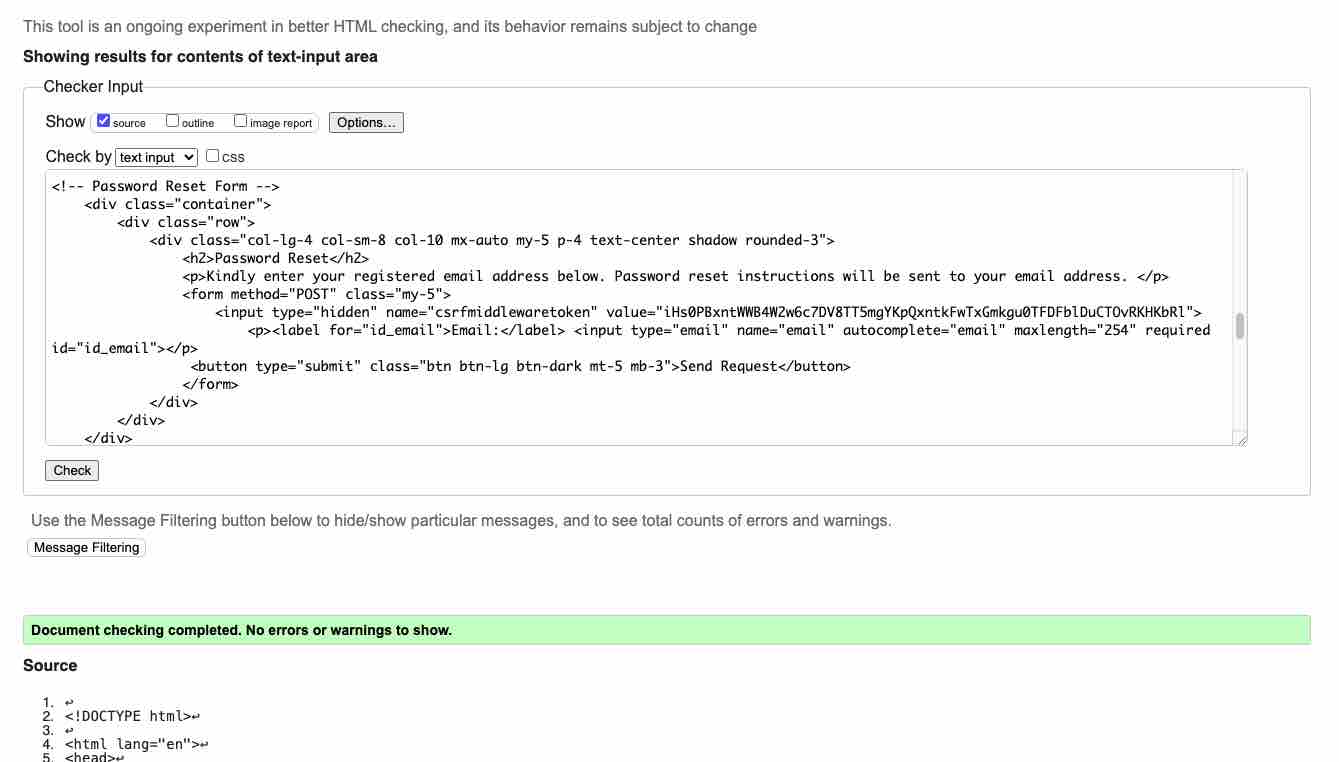 This tool is an ongoing experiment in better HTML checking, and its behavior remains subject to change
Showing results for contents of text-input area
Checker Input
Show source outline image report Options...
Check by text input css
<!-- Password Reset Form -->
<div class="container">
<div class="row">
<div class="col-lg-4 col-sm-8 col-10 mx-auto my-5 p-4 text-center shadow rounded-3">
<h2>Password Reset</h2>
<p>Kindly enter your registered email address below. Password reset instructions will be sent to your email address. </p>
<form method="POST" class="my-5">
<input type="hidden" name="csrfmiddlewaretoken" value="iHs0PBxntWWB4W2w6c7DV8TT5mgYKpQxntkFwTxGmkgu0TFDFblDuCTOvRKHKbRl">
<p><label for="id_email">Email:</label> <input type="email" name="email" autocomplete="email" maxlength="254" required
id="id_email"></p>
<button type="submit" class="btn btn-lg btn-dark mt-5 mb-3">Send Request</button>
</form>
</div>
</div>
</div>
Check
Use the Message Filtering button below to hide/show particular messages, and to see total counts of errors and warnings.
Message Filtering
Document checking completed. No errors or warnings to show.
Source
1. ↩
2. <!DOCTYPE html>↩
3. ↩
4. <html lang="en">↩
5. <head>↩